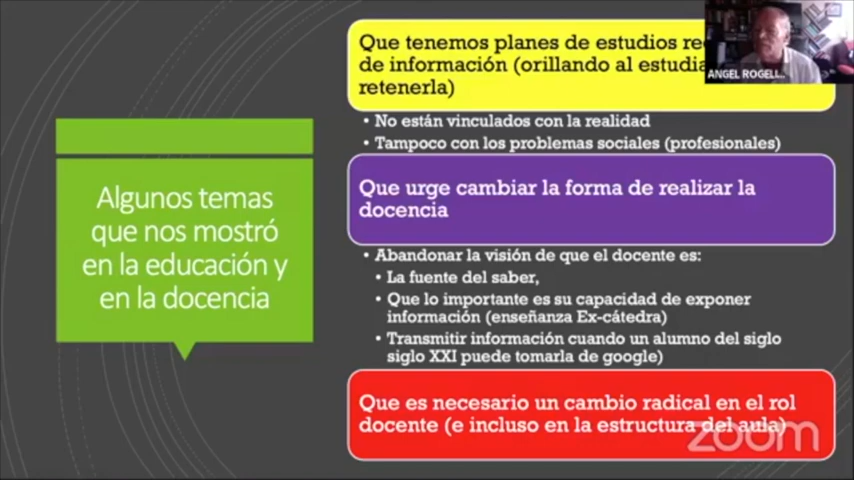 Algunos temas
que nos mostró
en la educación y
en la docencia
Que tenemos planes de estudios
de información (orillando al
retenerla)
• No están vinculados con la realidad
• Tampoco con los problemas sociales (profesionales)
Que urge cambiar la forma de realizar la
docencia
• Abandonar la visión de que el docente es:
• La fuente del saber,
• Que lo importante es su capacidad de exponer
información (enseñanza Ex-cátedra)
• Transmitir información cuando un alumno del siglo
siglo XXI puede tomarla de google)
Que es necesario un cambio radical en el rol
docente (e incluso en la estructura del aula)
ANGEL ROGELI...
zoom